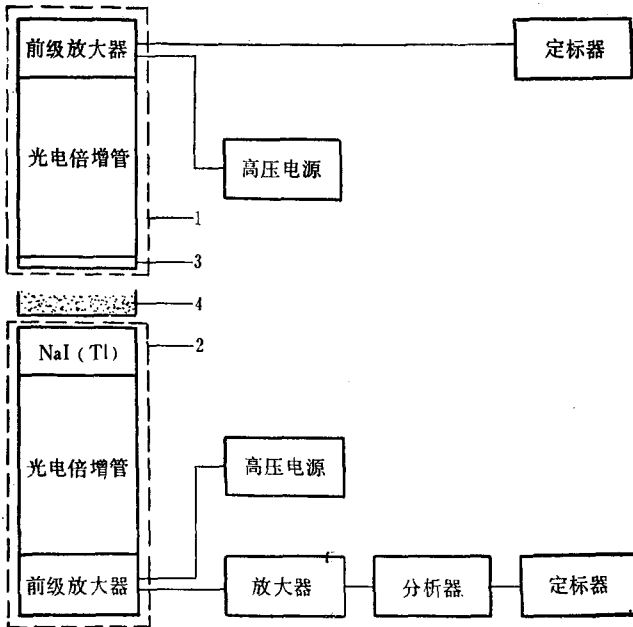 前级放大器
定标器
光电倍增管
高压电源
1
3
4
NaI(Tl)
2
光电倍增管
高压电源
前级放大器
放大器
分析器
定标器